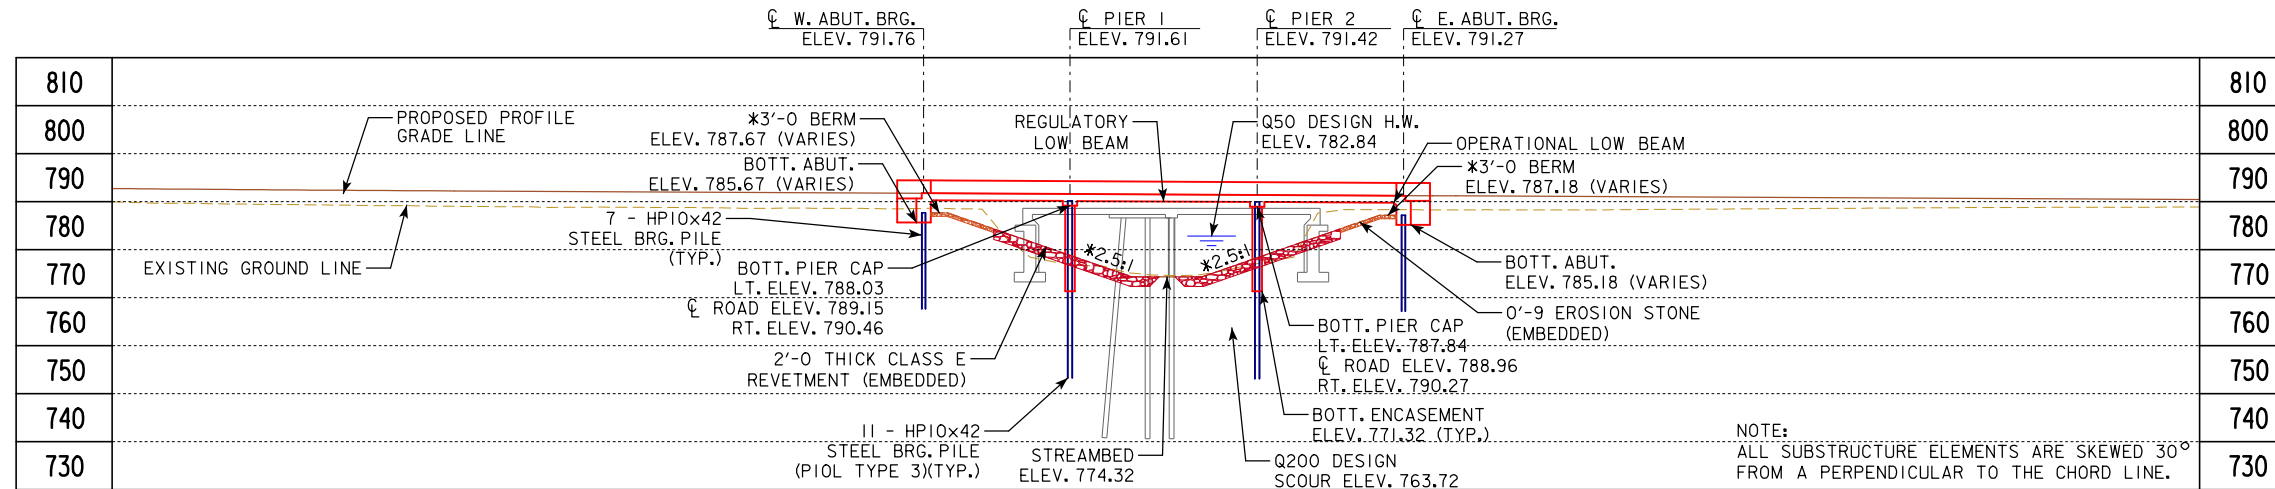 ℄ W. ABUT. BRG.
ELEV. 791.76
℄ PIER 1
ELEV. 791.61
℄ PIER 2
ELEV. 791.42
℄ E. ABUT. BRG.
ELEV. 791.27
810
800
790
780
770
760
750
740
730
PROPOSED PROFILE
GRADE LINE
EXISTING GROUND LINE
*3'-0 BERM
ELEV. 787.67 (VARIES)
BOTT. ABUT.
ELEV. 785.67 (VARIES)
7 - HP10x42
STEEL BRG. PILE
(TYP.)
BOTT. PIER CAP
LT. ELEV. 788.03
℄ ROAD ELEV. 789.15
RT. ELEV. 790.46
2'-0 THICK CLASS E
REVETMENT (EMBEDDED)
11 - HP10x42
STEEL BRG. PILE
(P10L TYPE 3)(TYP.)
REGULATORY
LOW BEAM
*2.5:1
*2.5:1
STREAMBED
ELEV. 774.32
Q50 DESIGN H.W.
ELEV. 782.84
OPERATIONAL LOW BEAM
*3'-0 BERM
ELEV. 787.18 (VARIES)
BOTT. ABUT.
ELEV. 785.18 (VARIES)
0'-9 EROSION STONE
(EMBEDDED)
BOTT. PIER CAP
LT. ELEV. 787.84
℄ ROAD ELEV. 788.96
RT. ELEV. 790.27
BOTT. ENCASEMENT
ELEV. 771.32 (TYP.)
Q200 DESIGN
SCOUR ELEV. 763.72
NOTE:
ALL SUBSTRUCTURE ELEMENTS ARE SKEWED 30°
FROM A PERPENDICULAR TO THE CHORD LINE.
810
800
790
780
770
760
750
740
730